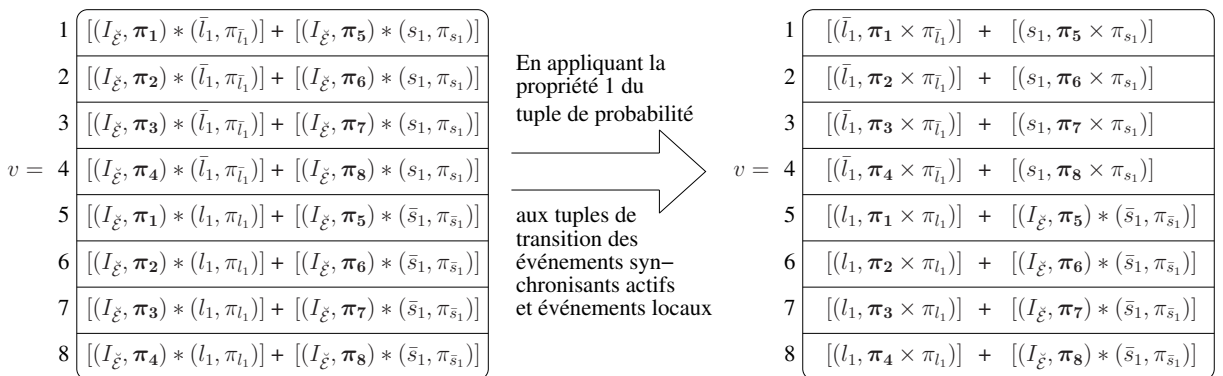 1 [(I_ℰ̆, π₁) ∗ (l̄₁, π_l̄₁)] + [(I_ℰ̆, π₅) ∗ (s₁, π_s₁)]
2 [(I_ℰ̆, π₂) ∗ (l̄₁, π_l̄₁)] + [(I_ℰ̆, π₆) ∗ (s₁, π_s₁)]
3 [(I_ℰ̆, π₃) ∗ (l̄₁, π_l̄₁)] + [(I_ℰ̆, π₇) ∗ (s₁, π_s₁)]
v = 4 [(I_ℰ̆, π₄) ∗ (l̄₁, π_l̄₁)] + [(I_ℰ̆, π₈) ∗ (s₁, π_s₁)]
5 [(I_ℰ̆, π₁) ∗ (l₁, π_l₁)] + [(I_ℰ̆, π₅) ∗ (s̄₁, π_s̄₁)]
6 [(I_ℰ̆, π₂) ∗ (l₁, π_l₁)] + [(I_ℰ̆, π₆) ∗ (s̄₁, π_s̄₁)]
7 [(I_ℰ̆, π₃) ∗ (l₁, π_l₁)] + [(I_ℰ̆, π₇) ∗ (s̄₁, π_s̄₁)]
8 [(I_ℰ̆, π₄) ∗ (l₁, π_l₁)] + [(I_ℰ̆, π₈) ∗ (s̄₁, π_s̄₁)]
En appliquant la
propriété 1 du
tuple de probabilité
aux tuples de
transition des
événements syn−
chronisants actifs
et événements locaux
1 [(l̄₁, π₁ × π_l̄₁)] + [(s₁, π₅ × π_s₁)]
2 [(l̄₁, π₂ × π_l̄₁)] + [(s₁, π₆ × π_s₁)]
3 [(l̄₁, π₃ × π_l̄₁)] + [(s₁, π₇ × π_s₁)]
v = 4 [(l̄₁, π₄ × π_l̄₁)] + [(s₁, π₈ × π_s₁)]
5 [(l₁, π₁ × π_l₁)] + [(I_ℰ̆, π₅) ∗ (s̄₁, π_s̄₁)]
6 [(l₁, π₂ × π_l₁)] + [(I_ℰ̆, π₆) ∗ (s̄₁, π_s̄₁)]
7 [(l₁, π₃ × π_l₁)] + [(I_ℰ̆, π₇) ∗ (s̄₁, π_s̄₁)]
8 [(l₁, π₄ × π_l₁)] + [(I_ℰ̆, π₈) ∗ (s̄₁, π_s̄₁)]